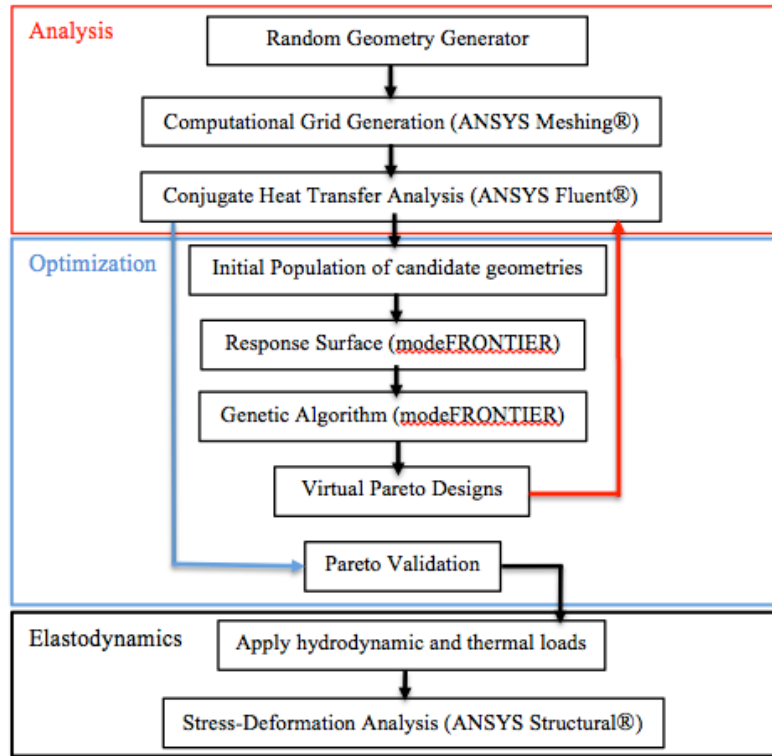 Analysis
Random Geometry Generator
Computational Grid Generation (ANSYS Meshing®)
Conjugate Heat Transfer Analysis (ANSYS Fluent®)
Optimization
Initial Population of candidate geometries
Response Surface (modeFRONTIER)
Genetic Algorithm (modeFRONTIER)
Virtual Pareto Designs
Pareto Validation
Elastodynamics
Apply hydrodynamic and thermal loads
Stress-Deformation Analysis (ANSYS Structural®)